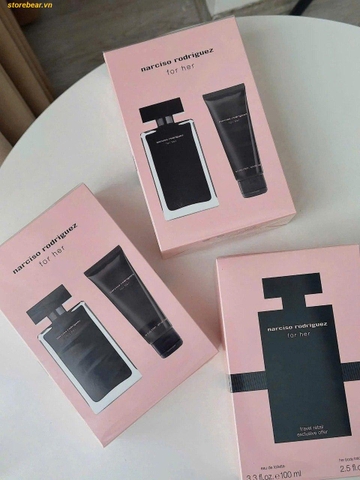 storebear.vn
narciso rodriguez
for her
narciso rodriguez
for her
narciso rodriguez
for her
travel retail
exclusive offer
eau de toilette
3.3 fl.oz. ℮ 100 ml
2.5 fl.